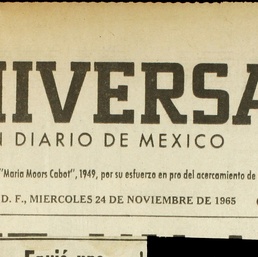 IVERSA
N DIARIO DE MEXICO
"Maria Moors Cabot", 1949, por su esfuerzo en pro del acercamiento de
D. F., MIERCOLES 24 DE NOVIEMBRE DE 1965